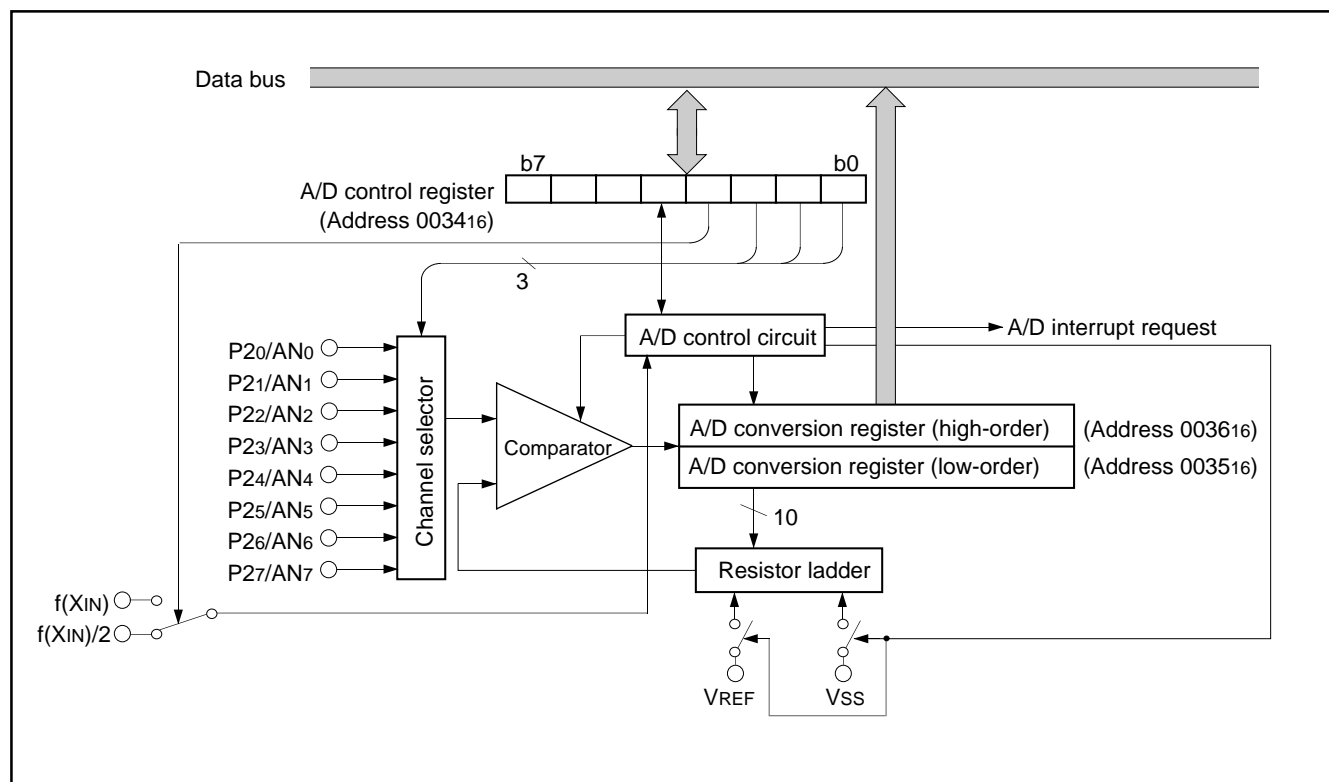 Data bus
b7
b0
A/D control register
(Address 0034₁₆)
3
A/D control circuit
A/D interrupt request
P2₀/AN₀
P2₁/AN₁
P2₂/AN₂
P2₃/AN₃
P2₄/AN₄
P2₅/AN₅
P2₆/AN₆
P2₇/AN₇
Channel selector
Comparator
A/D conversion register (high-order)
(Address 0036₁₆)
A/D conversion register (low-order)
(Address 0035₁₆)
10
Resistor ladder
f(XIN)
f(XIN)/2
VREF
VSS